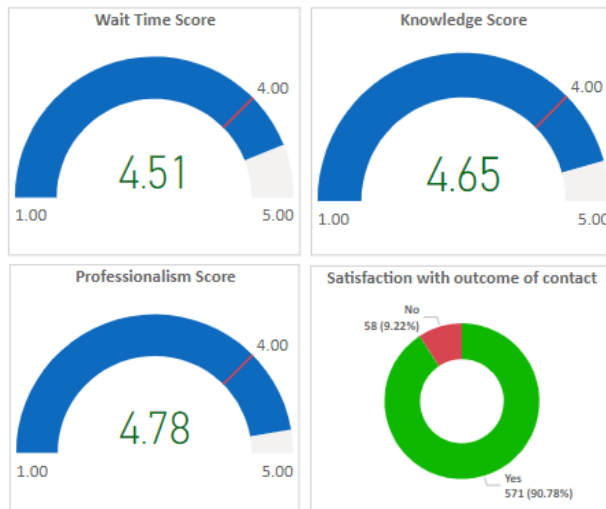 Wait Time Score
4.00
4.51
1.00
5.00
Knowledge Score
4.00
4.65
1.00
5.00
Professionalism Score
4.00
4.78
1.00
5.00
Satisfaction with outcome of contact
No
58 (9.22%)
Yes
571 (90.78%)